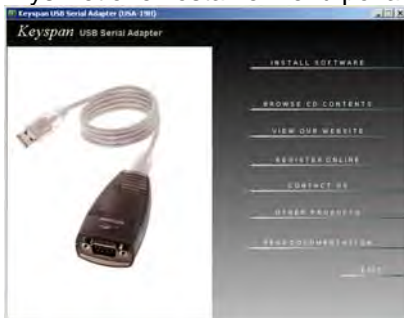 Keyspan USB Serial Adapter (USA-19H)
Keyspan USB Serial Adapter
INSTALL SOFTWARE
BROWSE CD CONTENTS
VIEW OUR WEBSITE
REGISTER ONLINE
CONTACT US
OTHER PRODUCTS
READ DOCUMENTATION
EXIT